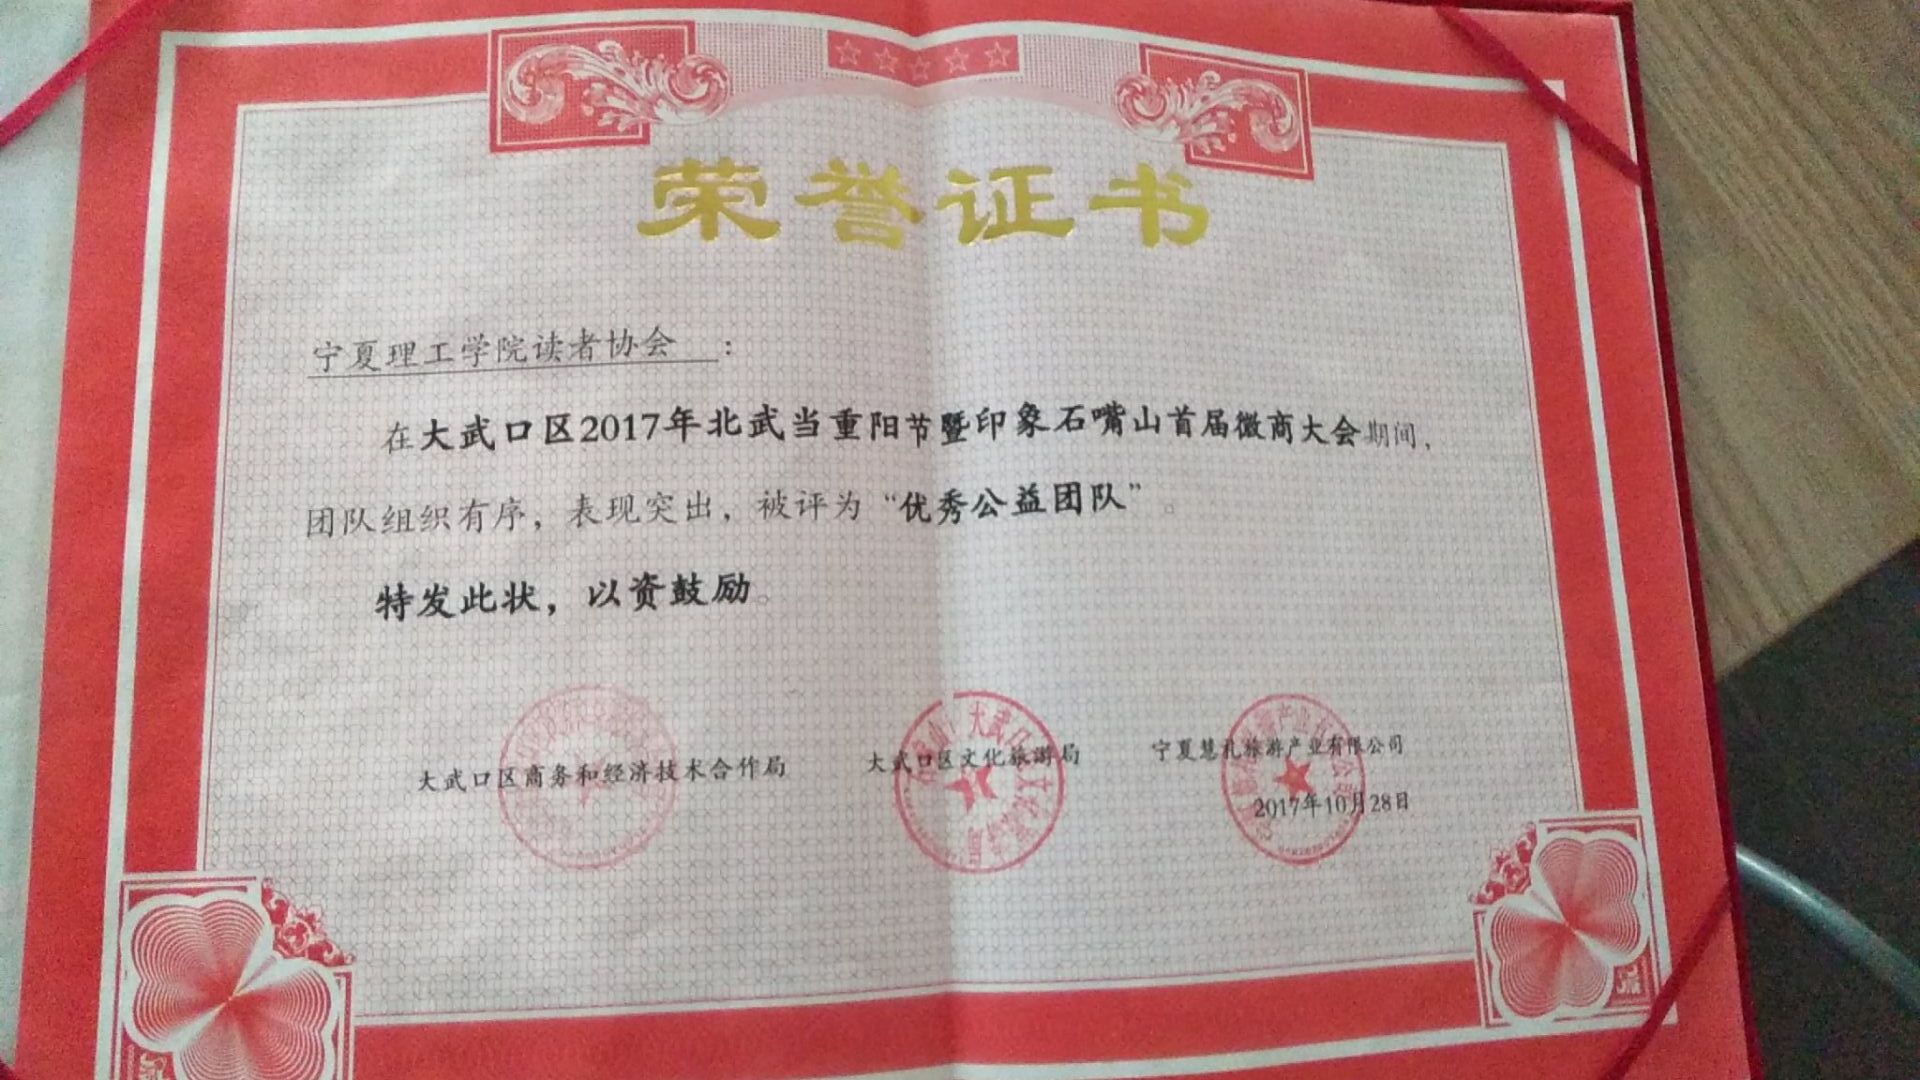 荣誉证书
宁夏理工学院读者协会：
在大武口区2017年北武当重阳节暨印象石嘴山首届微商大会期间，
团队组织有序，表现突出，被评为“优秀公益团队”。
特发此状，以资鼓励。
大武口区商务和经济技术合作局 大武口区文化旅游局 宁夏慧孔旅游产业有限公司
2017年10月28日